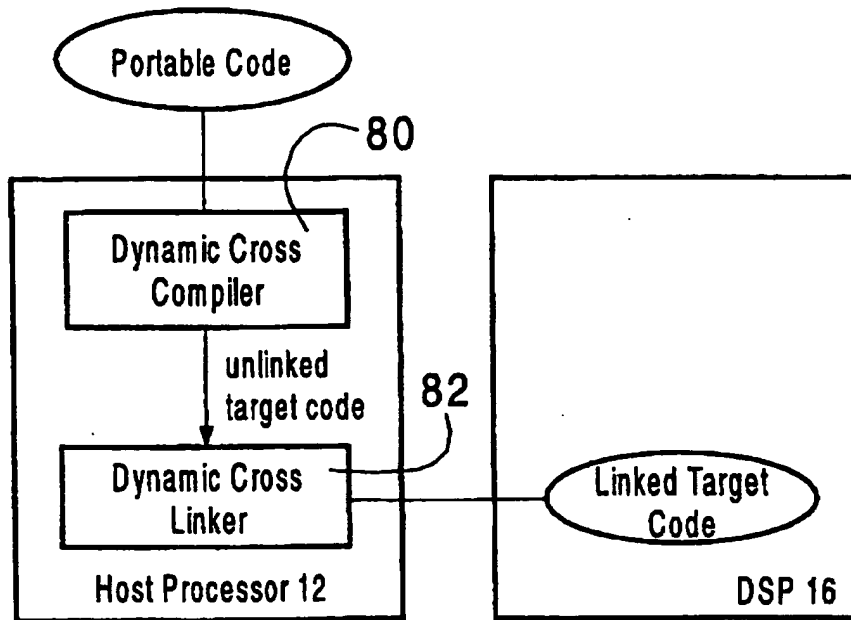 Portable Code
80
Dynamic Cross
Compiler
unlinked
target code
82
Dynamic Cross
Linker
Linked Target
Code
Host Processor 12
DSP 16